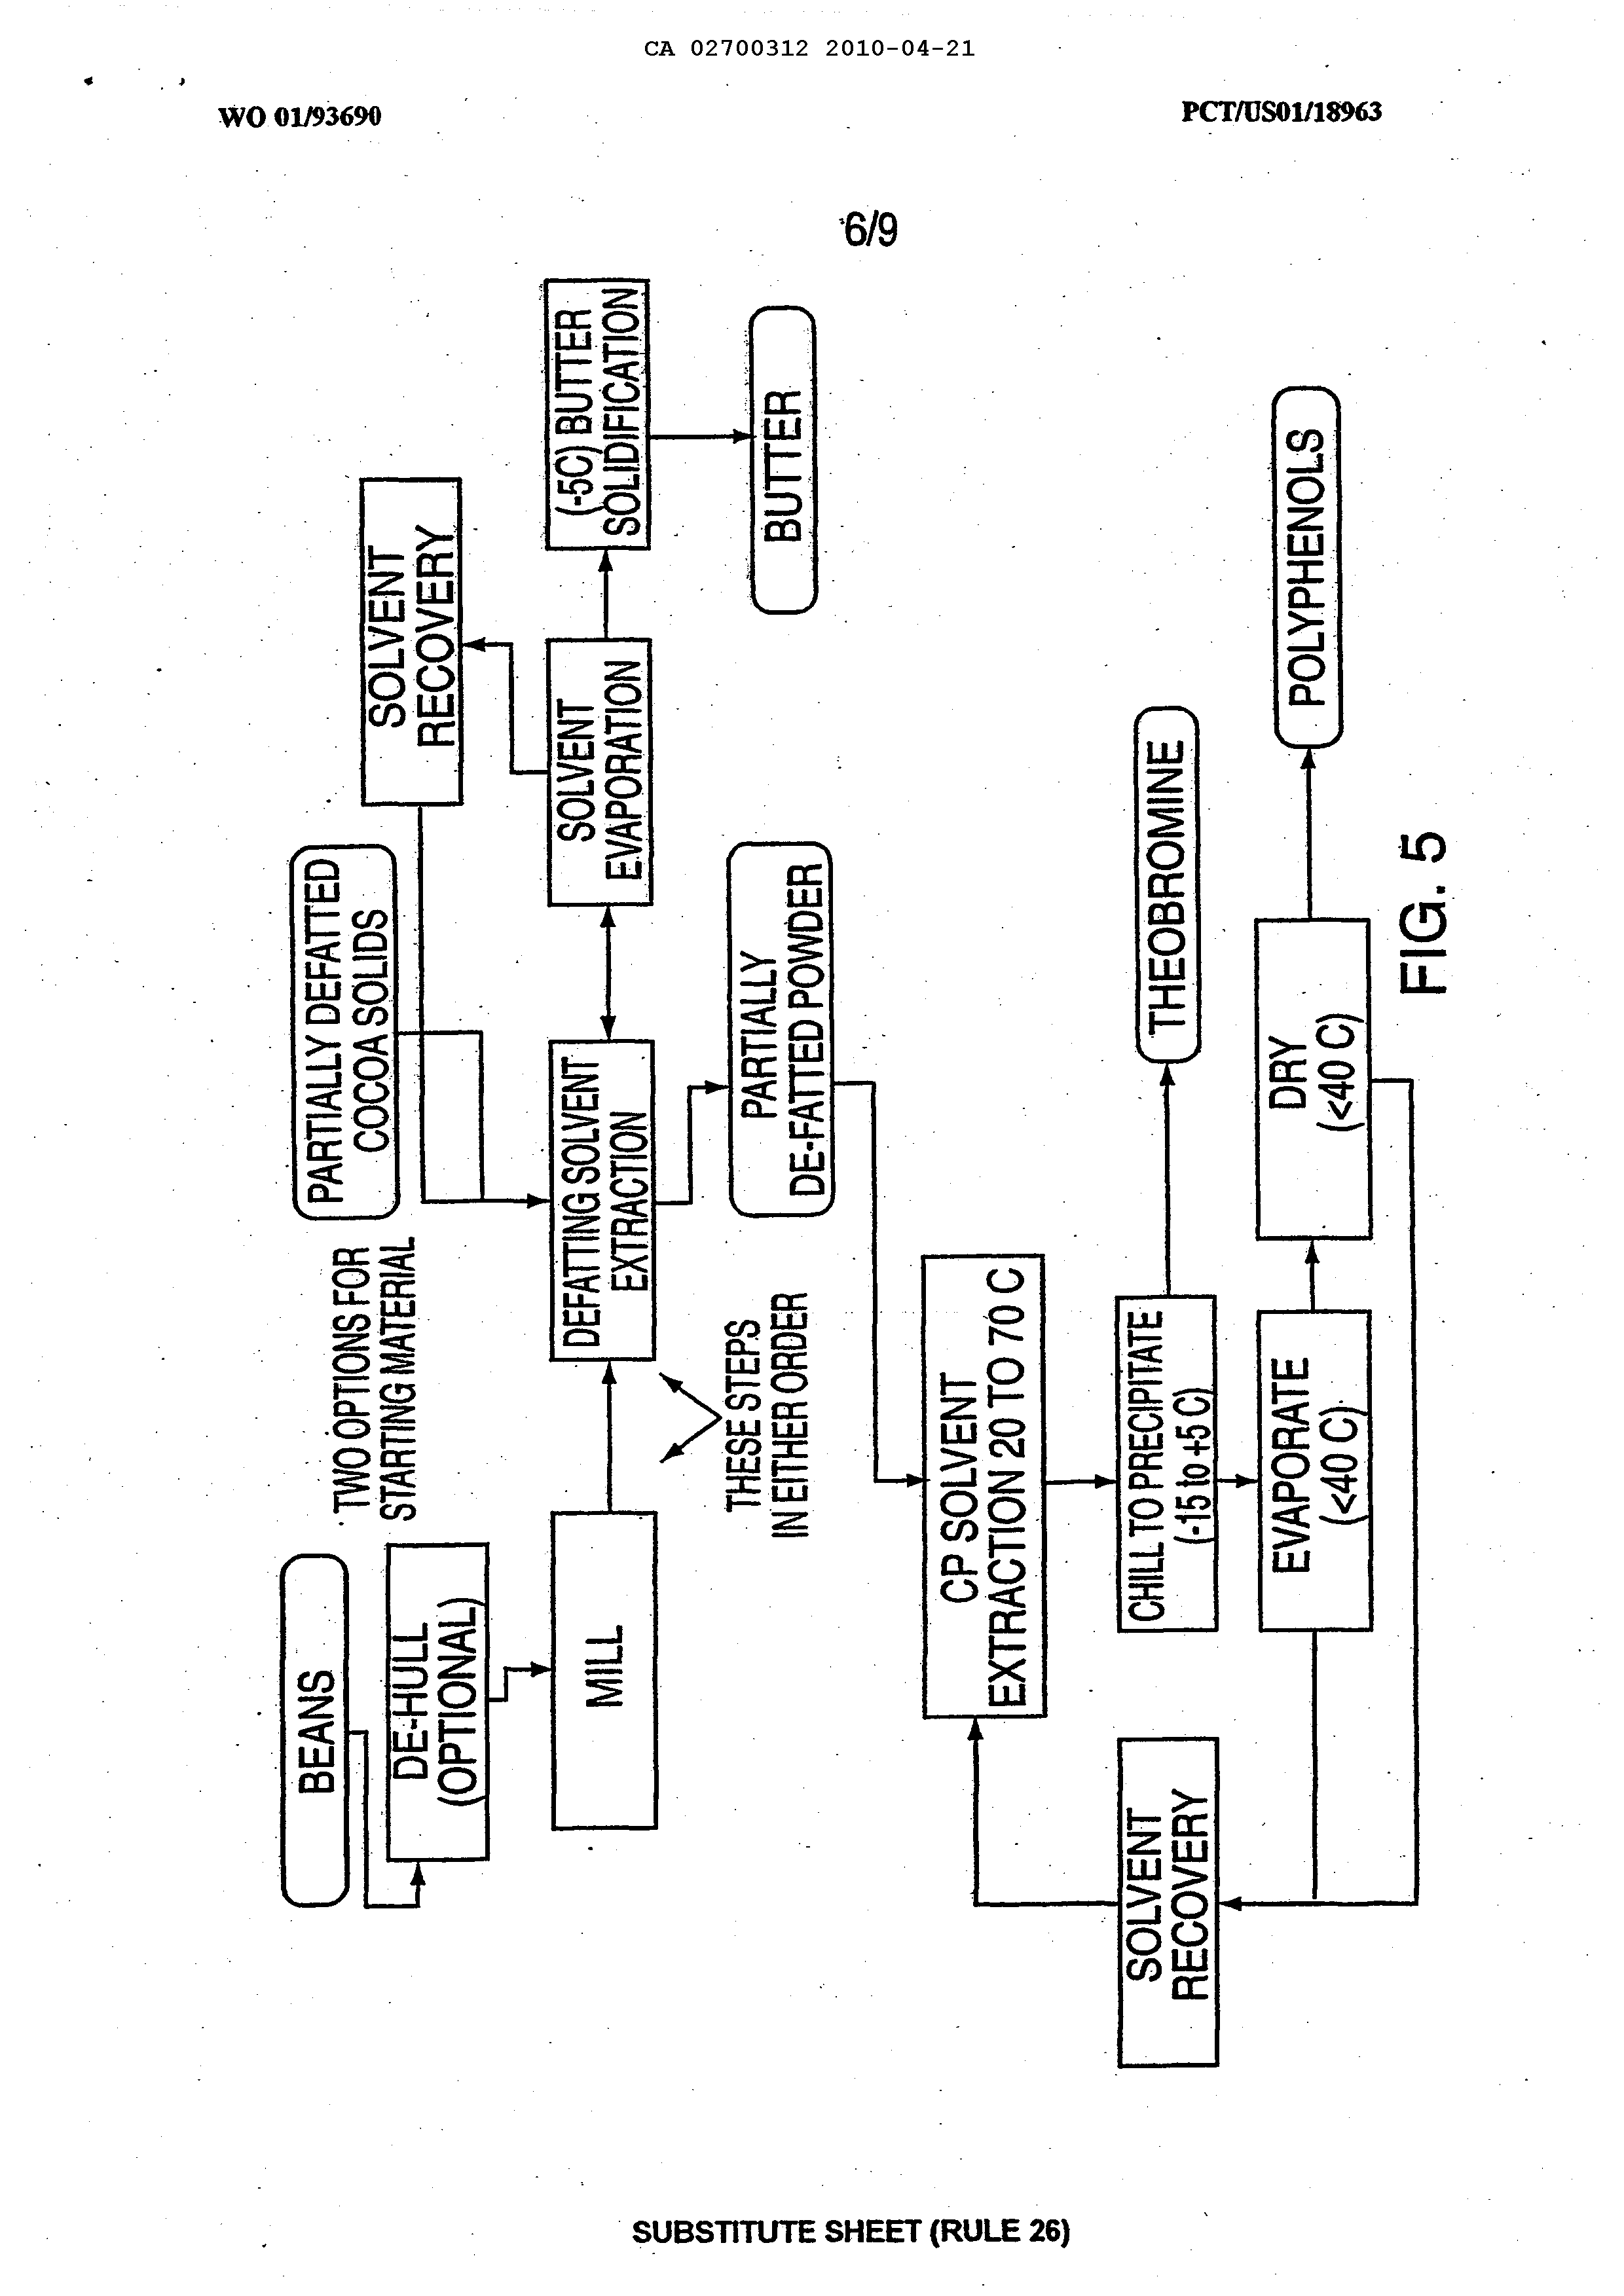 CA 02700312 2010-04-21
WO 01/93690
PCT/US01/18963
6/9
BEANS
DE-HULL
(OPTIONAL)
MILL
TWO OPTIONS FOR
STARTING MATERIAL
PARTIALLY DEFATTED
COCOA SOLIDS
DEFATTING SOLVENT
EXTRACTION
THESE STEPS
IN EITHER ORDER
SOLVENT
RECOVERY
SOLVENT
EVAPORATION
(-5C) BUTTER
SOLIDIFICATION
BUTTER
PARTIALLY
DE-FATTED POWDER
CP SOLVENT
EXTRACTION 20 TO 70 C
CHILL TO PRECIPITATE
(-15 to +5 C)
THEOBROMINE
SOLVENT
RECOVERY
EVAPORATE
(<40 C)
DRY
(<40 C)
POLYPHENOLS
FIG. 5
SUBSTITUTE SHEET (RULE 26)